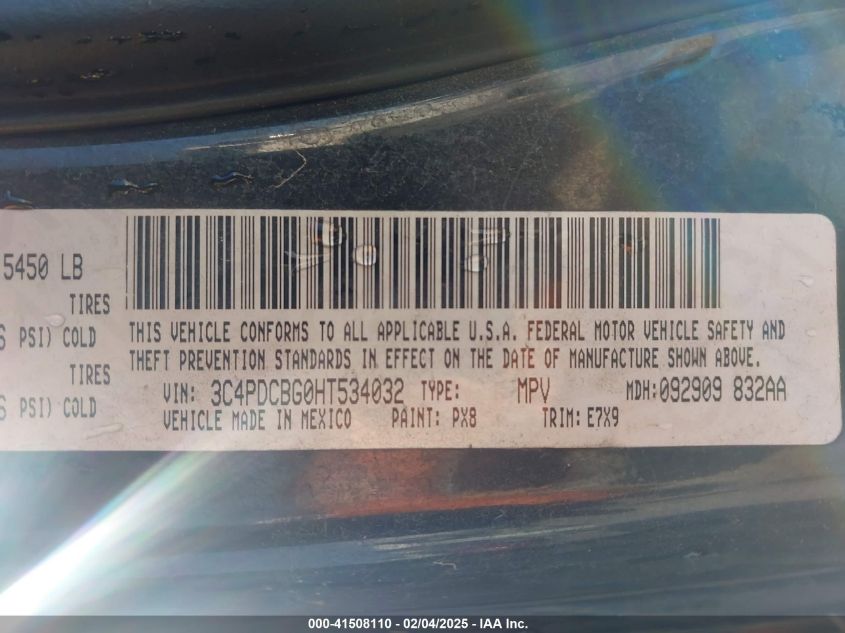 5450 LB
TIRES
PSI) COLD
TIRES
PSI) COLD
THIS VEHICLE CONFORMS TO ALL APPLICABLE U.S.A. FEDERAL MOTOR VEHICLE SAFETY AND
THEFT PREVENTION STANDARDS IN EFFECT ON THE DATE OF MANUFACTURE SHOWN ABOVE.
VIN: 3C4PDCBG0HT534032 TYPE: MPV MDH:092909 832AA
VEHICLE MADE IN MEXICO PAINT: PX8 TRIM: E7X9
000-41508110 - 02/04/2025 - IAA Inc.